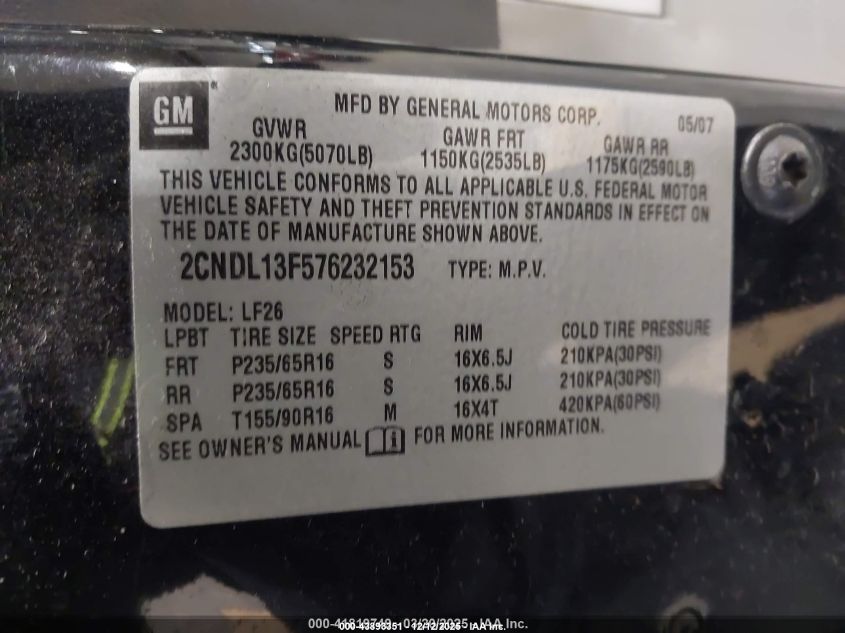 GM
MFD BY GENERAL MOTORS CORP. 05/07
GVWR GAWR FRT GAWR RR
2300KG(5070LB) 1150KG(2535LB) 1175KG(2590LB)
THIS VEHICLE CONFORMS TO ALL APPLICABLE U.S. FEDERAL MOTOR
VEHICLE SAFETY AND THEFT PREVENTION STANDARDS IN EFFECT ON
THE DATE OF MANUFACTURE SHOWN ABOVE.
2CNDL13F576232153 TYPE: M.P.V.
MODEL: LF26
LPBT TIRE SIZE SPEED RTG RIM COLD TIRE PRESSURE
FRT P235/65R16 S 16X6.5J 210KPA(30PSI)
RR P235/65R16 S 16X6.5J 210KPA(30PSI)
SPA T155/90R16 M 16X4T 420KPA(60PSI)
SEE OWNER'S MANUAL FOR MORE INFORMATION.
IAA Inc.